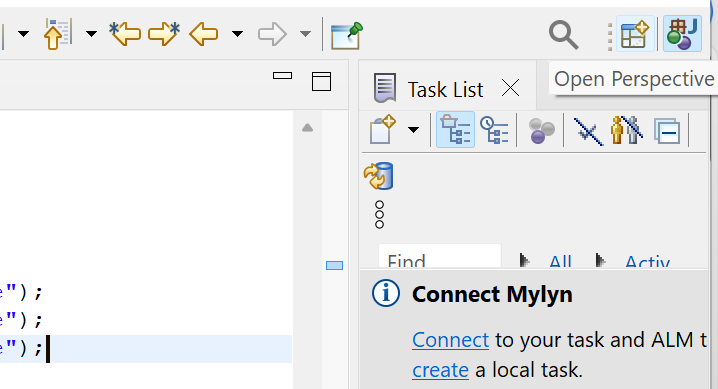 Open Perspective
Task List
Find
All
Activ
e");
e");
e");
Connect Mylyn
Connect to your task and ALM t
create a local task.